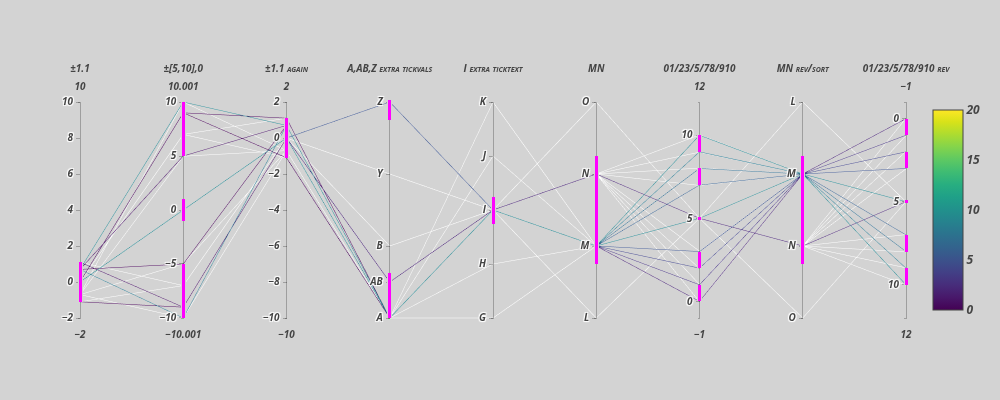 ±1.1 ±[5,10],0 ±1.1 AGAIN A,AB,Z EXTRA TICKVALS I EXTRA TICKTEXT MN 01/23/5/78/910 MN REV/SORT 01/23/5/78/910 REV
10 10.001 2 12 −1
10 10 2 Z K O L
0
20
10
8
15
5 0 J
6 Y N M
4 0 −2 I 5 5 10
−4
2 B M N
−5 −6 H
0 −8 AB 5
10
0
−2 −10 −10 A G L O 0
−2 −10.001 −10 −1 12